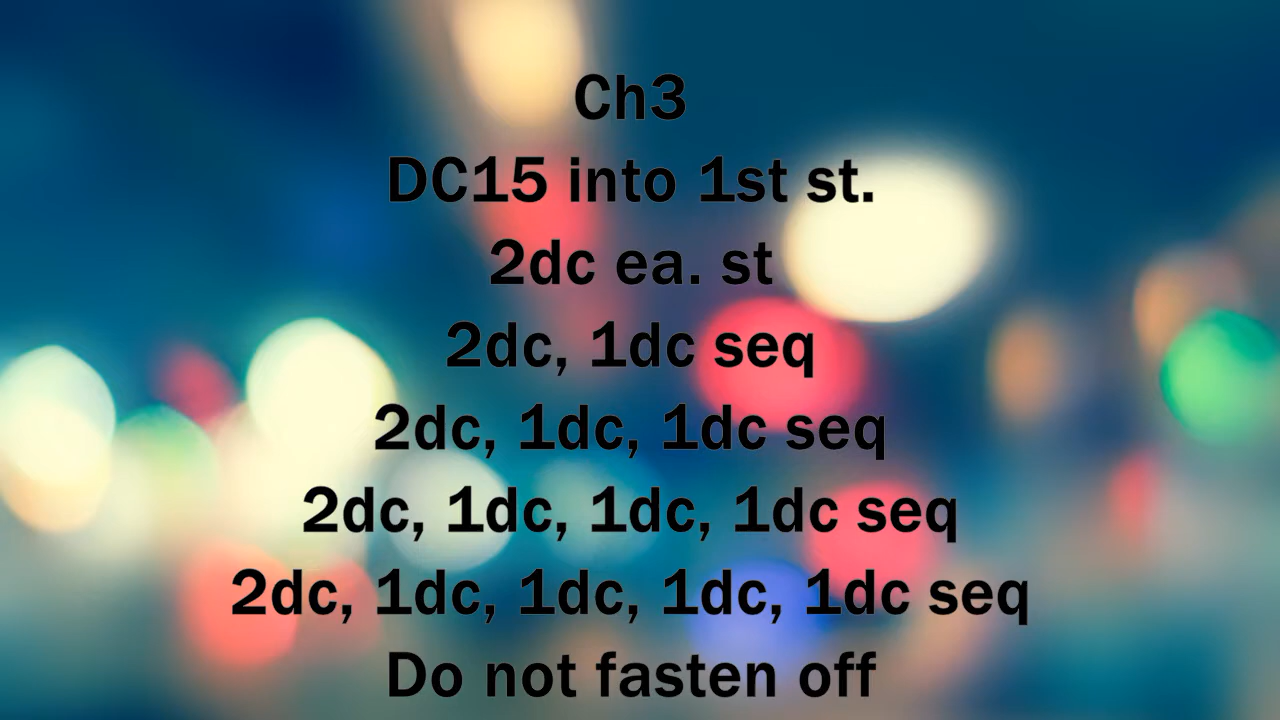 Ch3
DC15 into 1st st.
2dc ea. st
2dc, 1dc seq
2dc, 1dc, 1dc seq
2dc, 1dc, 1dc, 1dc seq
2dc, 1dc, 1dc, 1dc, 1dc seq
Do not fasten off